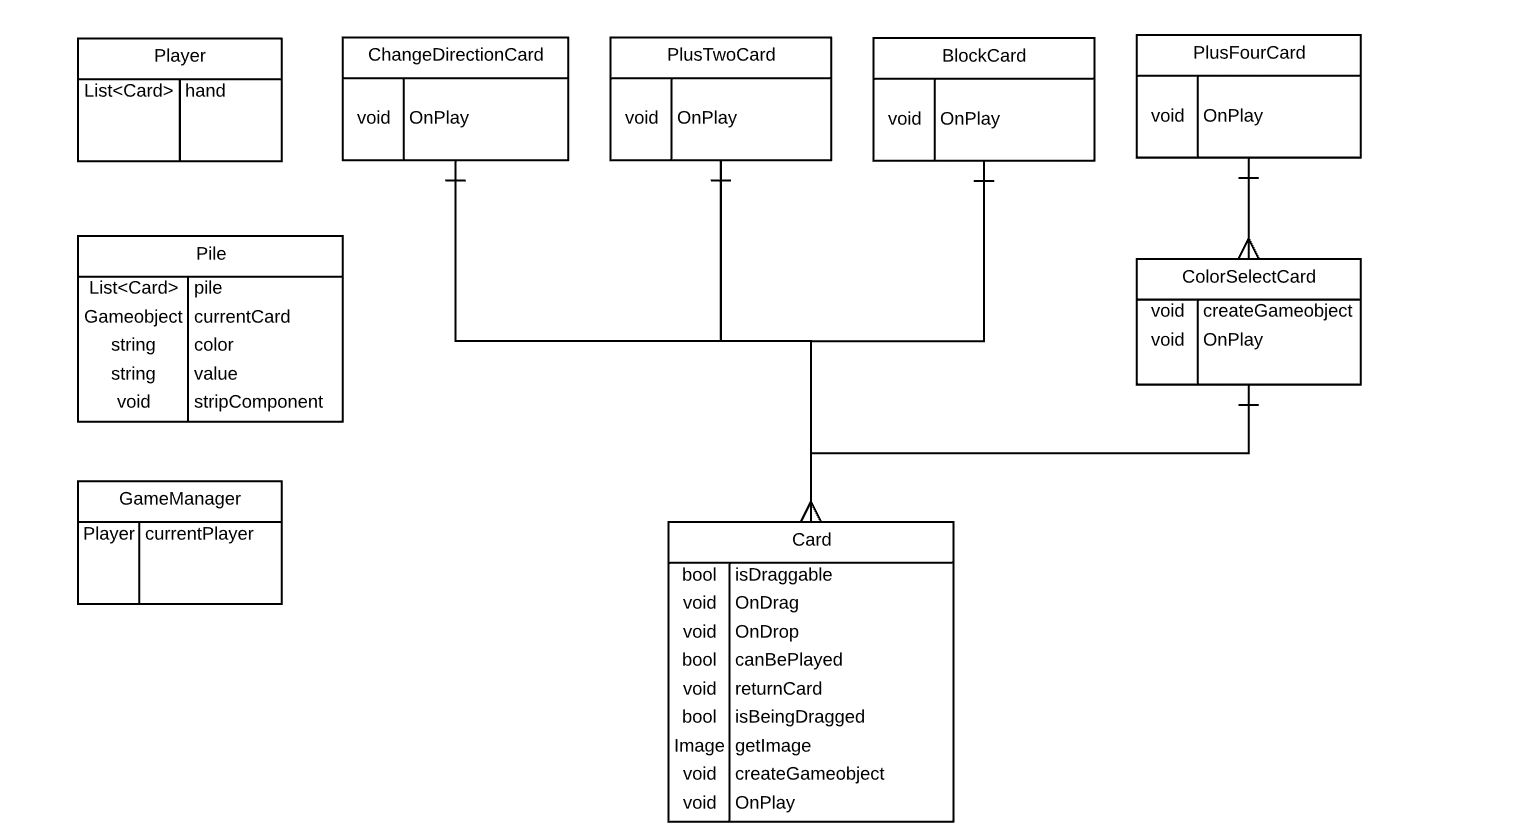 Player
List<Card> hand
ChangeDirectionCard
void OnPlay
PlusTwoCard
void OnPlay
BlockCard
void OnPlay
PlusFourCard
void OnPlay
Pile
List<Card> pile
Gameobject currentCard
string color
string value
void stripComponent
ColorSelectCard
void createGameobject
void OnPlay
GameManager
Player currentPlayer
Card
bool isDraggable
void OnDrag
void OnDrop
bool canBePlayed
void returnCard
bool isBeingDragged
Image getImage
void createGameobject
void OnPlay